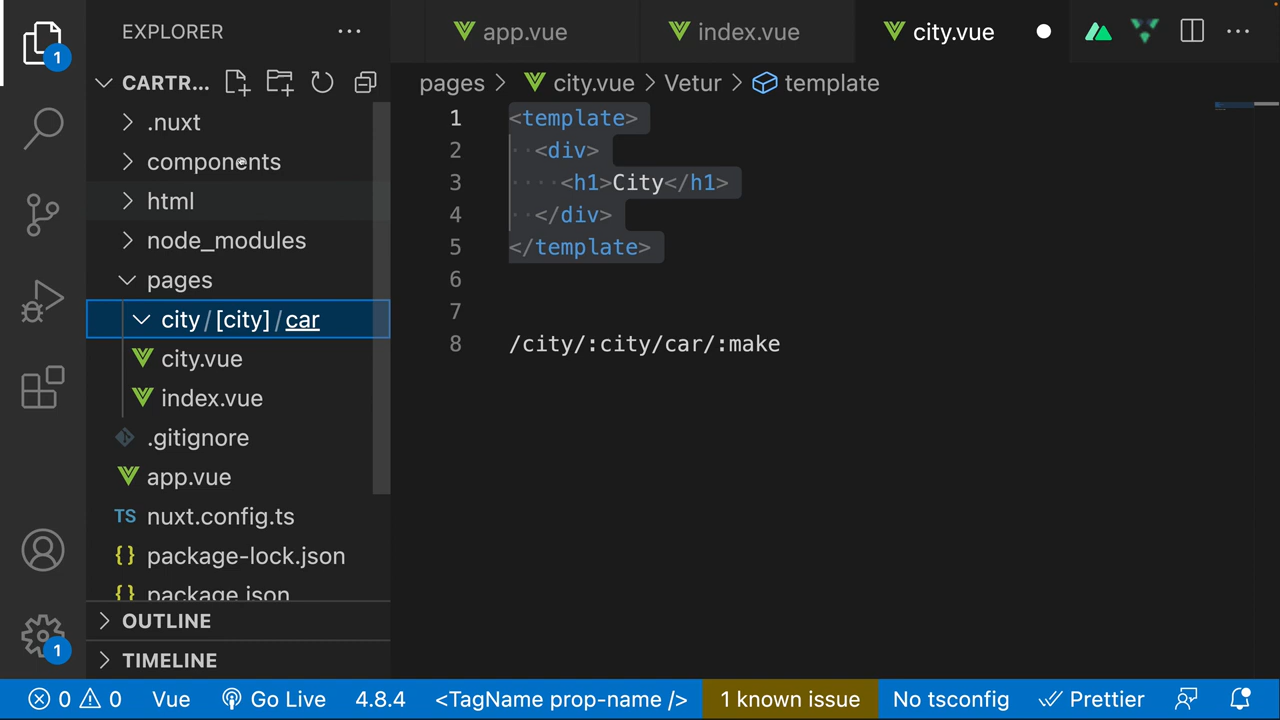 EXPLORER
app.vue
index.vue
city.vue
1
CARTR...
pages > city.vue > Vetur > template
.nuxt
components
html
node_modules
pages
city / [city] / car
city.vue
index.vue
.gitignore
app.vue
TS nuxt.config.ts
{} package-lock.json
{} package.json
OUTLINE
TIMELINE
1
1 <template>
2 <div>
3 <h1>City</h1>
4 </div>
5 </template>
6
7
8 /city/:city/car/:make
0 0 Vue Go Live 4.8.4 <TagName prop-name /> 1 known issue No tsconfig Prettier